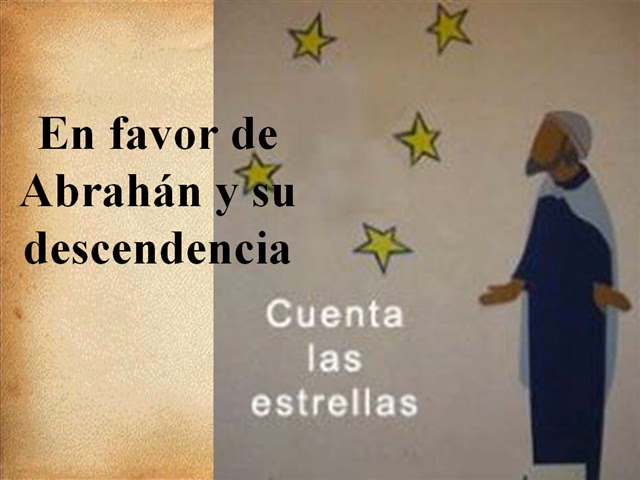 En favor de
Abrahán y su
descendencia
Cuenta
las
estrellas